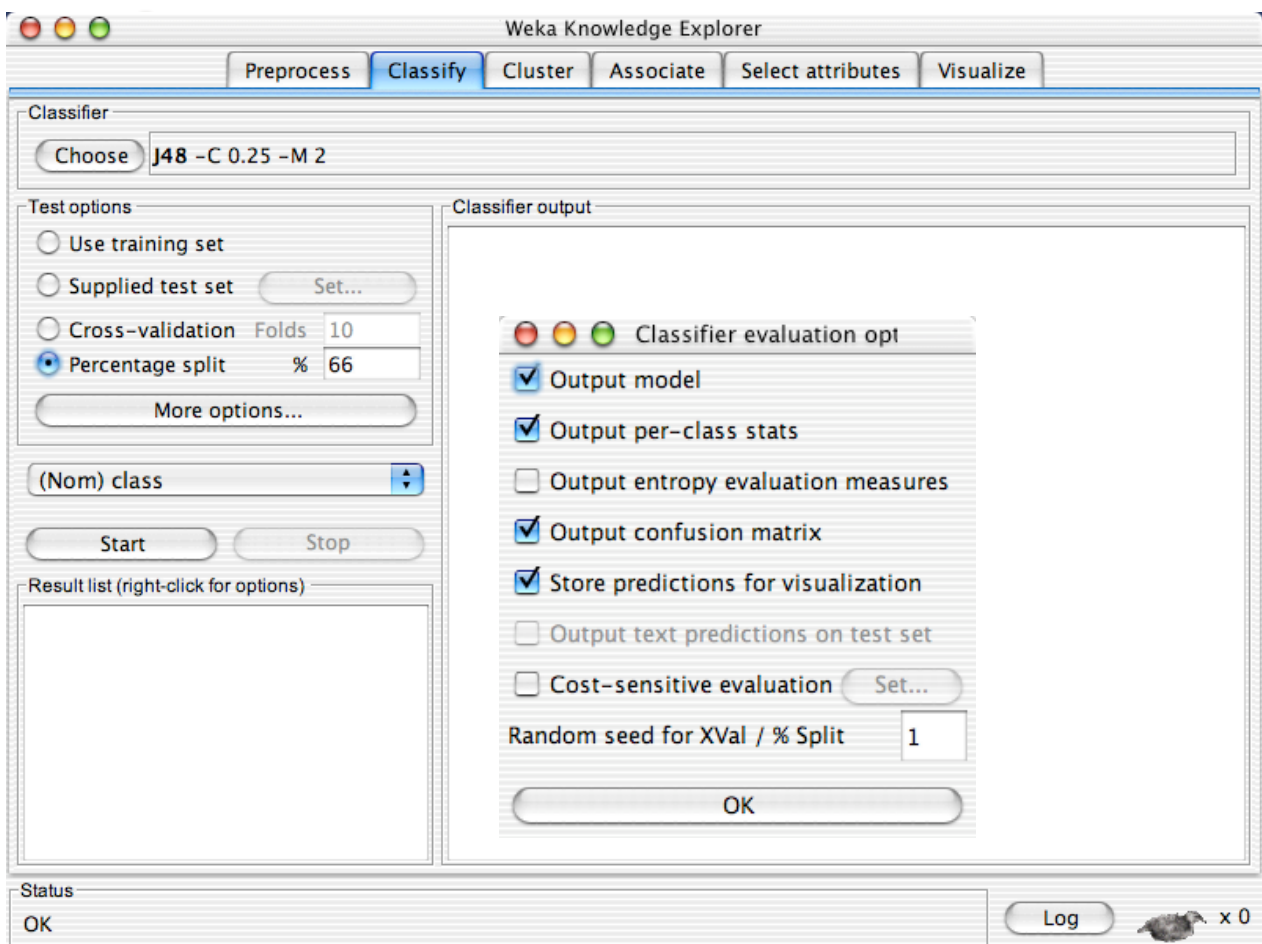 Weka Knowledge Explorer
Preprocess Classify Cluster Associate Select attributes Visualize
Classifier
Choose J48 -C 0.25 -M 2
Test options
Use training set
Supplied test set Set...
Cross-validation Folds 10
Percentage split % 66
More options...
(Nom) class
Start Stop
Result list (right-click for options)
Classifier output
Classifier evaluation opt
Output model
Output per-class stats
Output entropy evaluation measures
Output confusion matrix
Store predictions for visualization
Output text predictions on test set
Cost-sensitive evaluation Set...
Random seed for XVal / % Split 1
OK
Status
OK
Log x 0